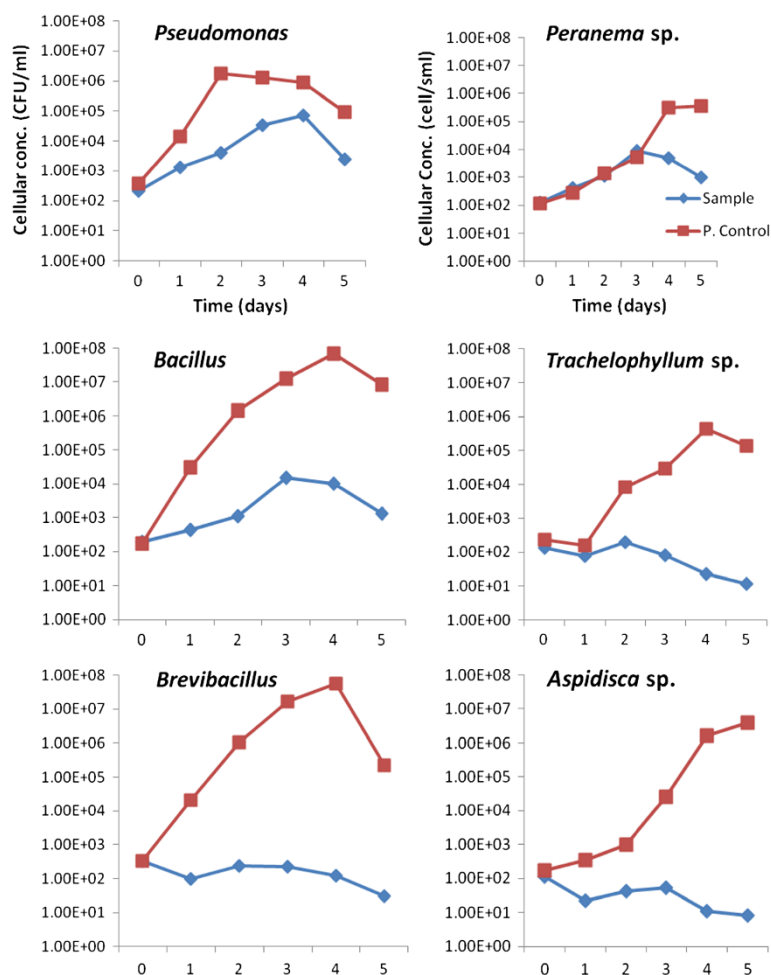 Pseudomonas
Cellular conc. (CFU/ml)
1.00E+08
1.00E+07
1.00E+06
1.00E+05
1.00E+04
1.00E+03
1.00E+02
1.00E+01
1.00E+00
0 1 2 3 4 5
Time (days)
Peranema sp.
Cellular Conc. (cell/sml)
1.00E+08
1.00E+07
1.00E+06
1.00E+05
1.00E+04
1.00E+03
1.00E+02
1.00E+01
1.00E+00
Sample
P. Control
0 1 2 3 4 5
Time (days)
Bacillus
1.00E+08
1.00E+07
1.00E+06
1.00E+05
1.00E+04
1.00E+03
1.00E+02
1.00E+01
1.00E+00
0 1 2 3 4 5
Trachelophyllum sp.
1.00E+08
1.00E+07
1.00E+06
1.00E+05
1.00E+04
1.00E+03
1.00E+02
1.00E+01
1.00E+00
0 1 2 3 4 5
Brevibacillus
1.00E+08
1.00E+07
1.00E+06
1.00E+05
1.00E+04
1.00E+03
1.00E+02
1.00E+01
1.00E+00
0 1 2 3 4 5
Aspidisca sp.
1.00E+08
1.00E+07
1.00E+06
1.00E+05
1.00E+04
1.00E+03
1.00E+02
1.00E+01
1.00E+00
0 1 2 3 4 5